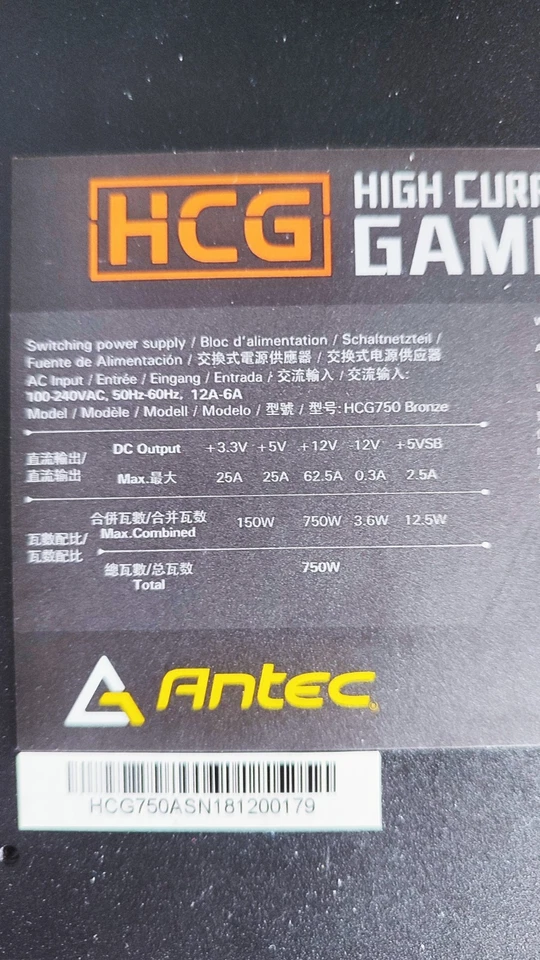 HCG
HIGH CURR
GAM
Switching power supply / Bloc d'alimentation / Schaltnetzteil /
Fuente de Alimentación / 交換式電源供應器 / 交换式电源供应器
AC Input / Entrée / Eingang / Entrada / 交流輸入 / 交流输入:
100-240VAC, 50Hz-60Hz, 12A-6A
Model / Modèle / Modell / Modelo / 型號 / 型号: HCG750 Bronze
直流輸出/ DC Output +3.3V +5V +12V -12V +5VSB
直流输出 Max.最大 25A 25A 62.5A 0.3A 2.5A
合併瓦數/合并瓦数 150W 750W 3.6W 12.5W
瓦數配比/ Max.Combined
瓦数配比
總瓦數/总瓦数 750W
Total
Antec
HCG750ASN181200179